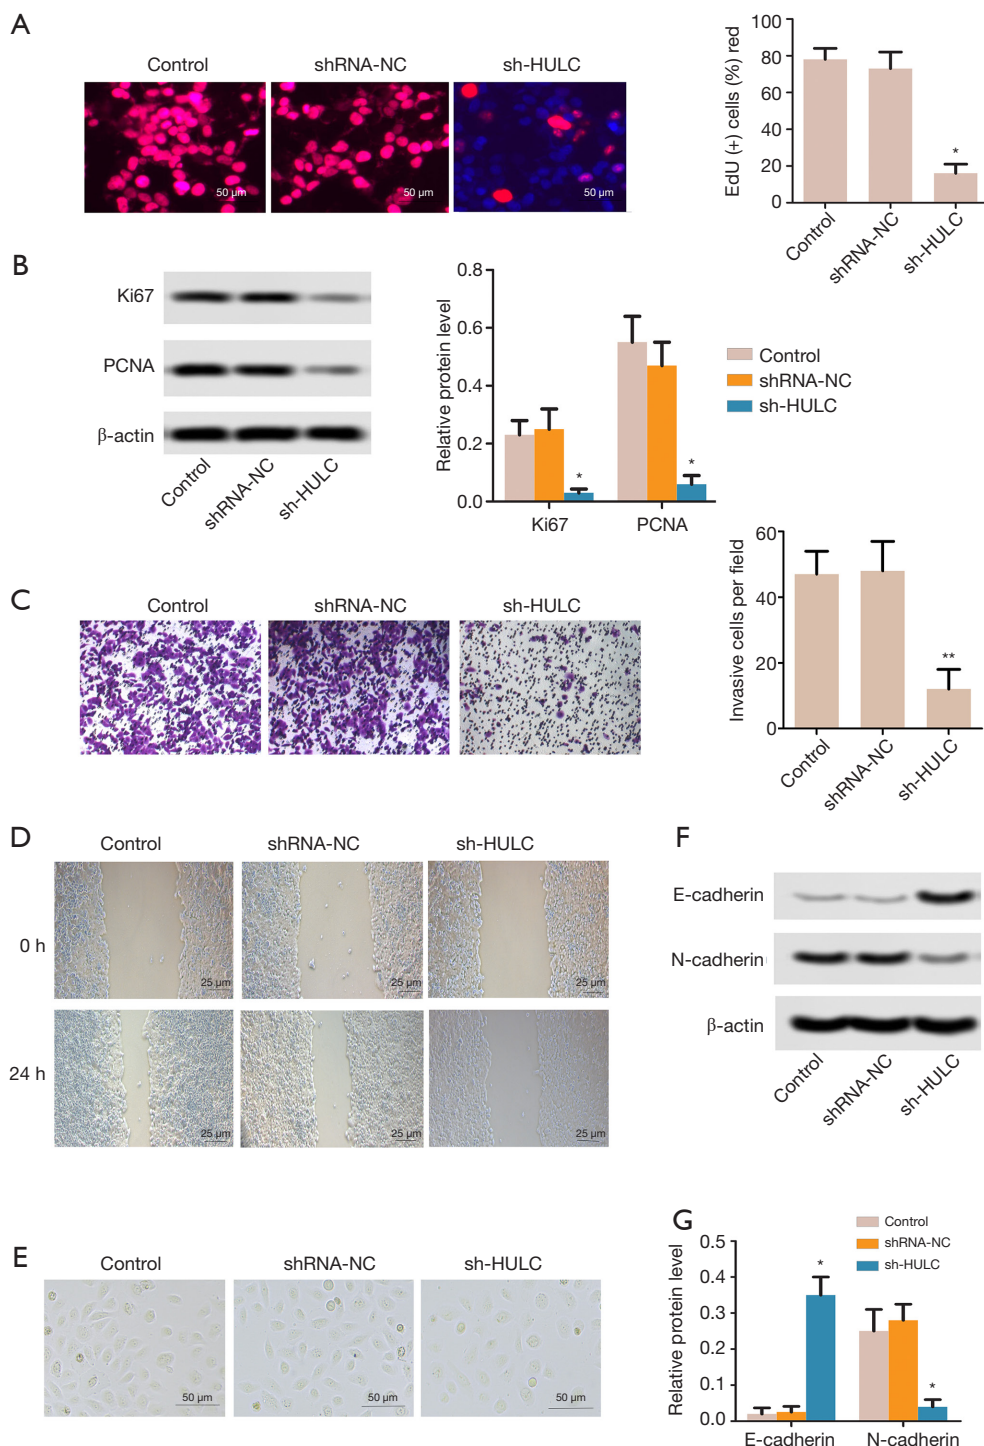 A
Control
shRNA-NC
sh-HULC
50 µm
50 µm
50 µm
EdU (+) cells (%) red
100
80
60
40
20
0
*
Control
shRNA-NC
sh-HULC
B
Ki67
PCNA
β-actin
Control
shRNA-NC
sh-HULC
Relative protein level
0.8
0.6
0.4
0.2
0.0
*
*
Ki67
PCNA
Control
shRNA-NC
sh-HULC
C
Control
shRNA-NC
sh-HULC
Invasive cells per field
60
40
20
0
**
Control
shRNA-NC
sh-HULC
D
Control
shRNA-NC
sh-HULC
0 h
25 µm
25 µm
25 µm
24 h
25 µm
25 µm
25 µm
F
E-cadherin
N-cadherin
β-actin
Control
shRNA-NC
sh-HULC
E
Control
shRNA-NC
sh-HULC
50 µm
50 µm
50 µm
G
Control
shRNA-NC
sh-HULC
Relative protein level
0.5
0.4
0.3
0.2
0.1
0.0
*
*
E-cadherin
N-cadherin